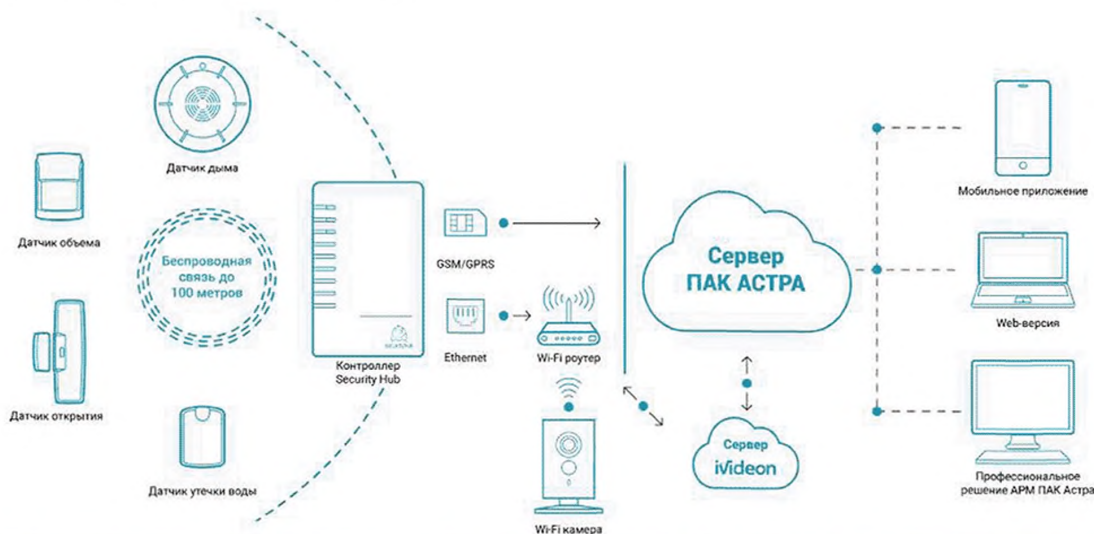 Датчик дыма
Датчик объема
Беспроводная
связь до
100 метров
Датчик открытия
Датчик утечки воды
Контроллер
Security Hub
GSM/GPRS
Ethernet
Wi-Fi роутер
Wi-Fi камера
Сервер
ПАК АСТРА
Сервер
iVideon
Мобильное приложение
Web-версия
Профессиональное
решение АРМ ПАК Астра